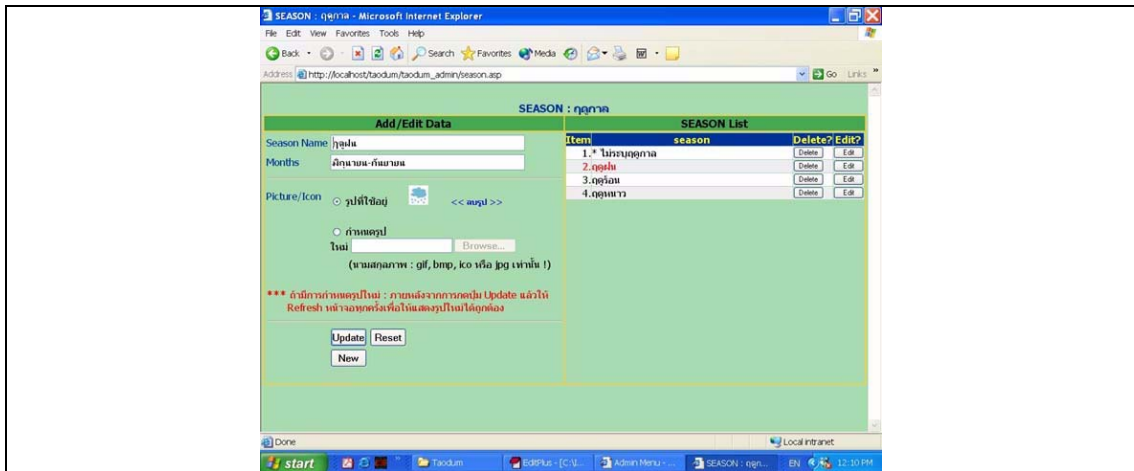 SEASON : ฤดูกาล - Microsoft Internet Explorer
File Edit View Favorites Tools Help
Back Search Favorites Media
Address http://localhost/taodum/taodum_admin/season.asp Go Links
SEASON : ฤดูกาล
Add/Edit Data
Season Name ฤดูฝน
Months มิถุนายน-กันยายน
Picture/Icon รูปที่ใช้อยู่ << ลบรูป >>
กำหนดรูป
ใหม่ Browse...
(นามสกุลภาพ : gif, bmp, ico หรือ jpg เท่านั้น !)
*** ถ้ามีการกำหนดรูปใหม่ : ภายหลังจากการกดปุ่ม Update แล้วให้
Refresh หน้าจอทุกครั้งเพื่อให้แสดงรูปใหม่ได้ถูกต้อง
Update Reset
New
SEASON List
Item season Delete? Edit?
1.* ไม่ระบุฤดูกาล Delete Edit
2.ฤดูฝน Delete Edit
3.ฤดูร้อน Delete Edit
4.ฤดูหนาว Delete Edit
Done Local intranet
start Taodum EditPlus - [C:\I... Admin Menu - ... SEASON : ฤดูก... EN 12:10 PM